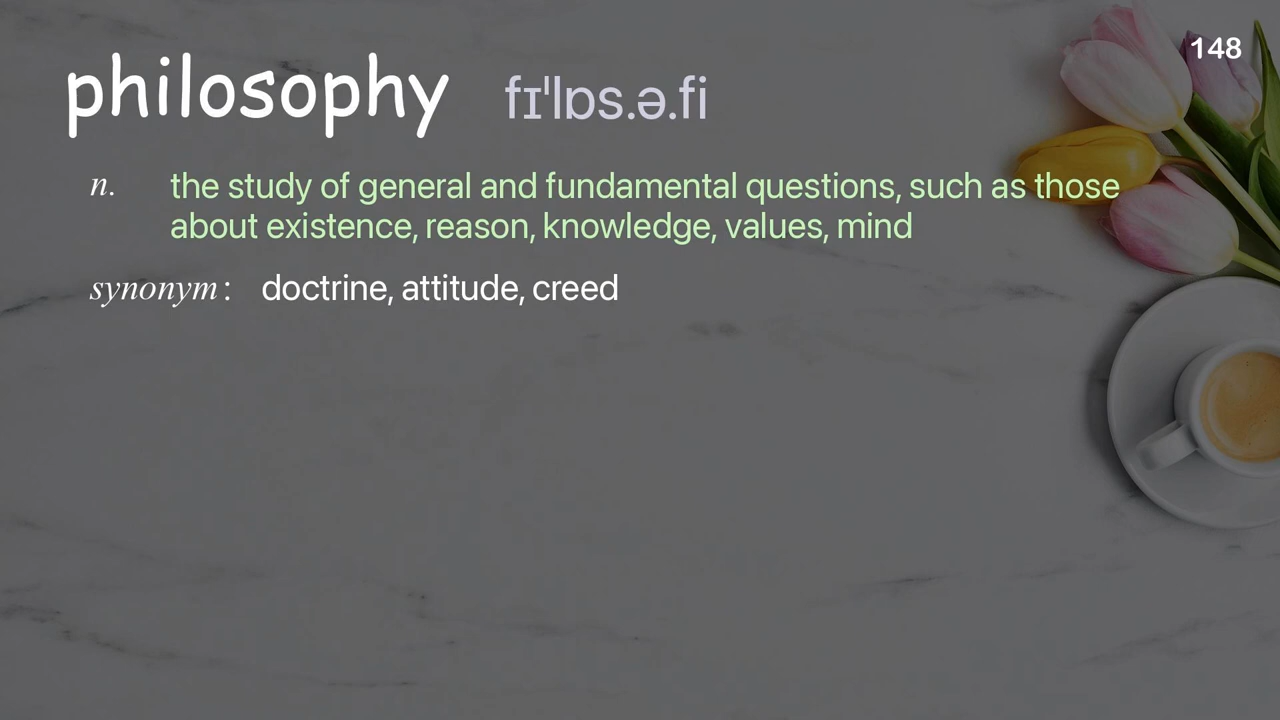 148
philosophy fɪˈlɒs.ə.fi
n. the study of general and fundamental questions, such as those
about existence, reason, knowledge, values, mind
synonym: doctrine, attitude, creed